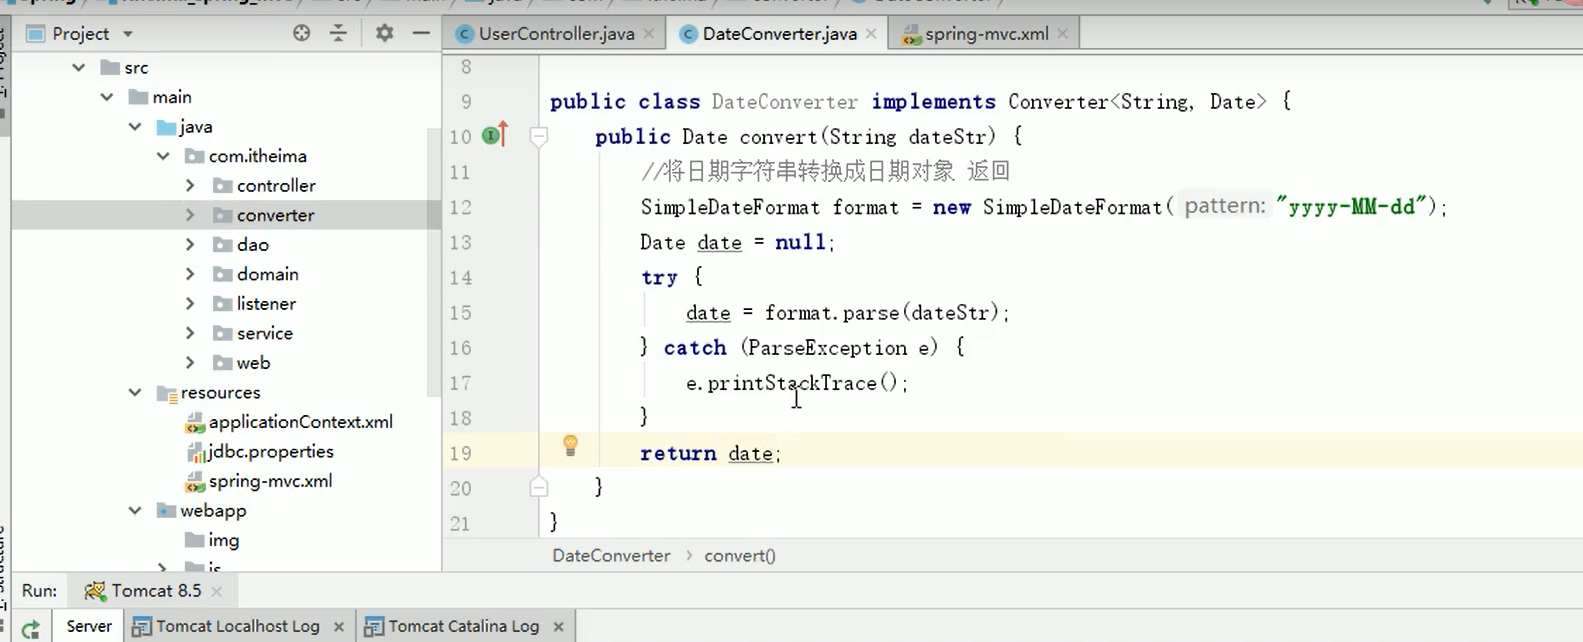 Project
UserController.java
DateConverter.java
spring-mvc.xml
src
main
java
com.itheima
controller
converter
dao
domain
listener
service
web
resources
applicationContext.xml
jdbc.properties
spring-mvc.xml
webapp
img
js
8
9 public class DateConverter implements Converter<String, Date> {
10 public Date convert(String dateStr) {
11 //将日期字符串转换成日期对象 返回
12 SimpleDateFormat format = new SimpleDateFormat( pattern: "yyyy-MM-dd");
13 Date date = null;
14 try {
15 date = format.parse(dateStr);
16 } catch (ParseException e) {
17 e.printStackTrace();
18 }
19 return date;
20 }
21 }
DateConverter › convert()
Run: Tomcat 8.5
Server Tomcat Localhost Log Tomcat Catalina Log